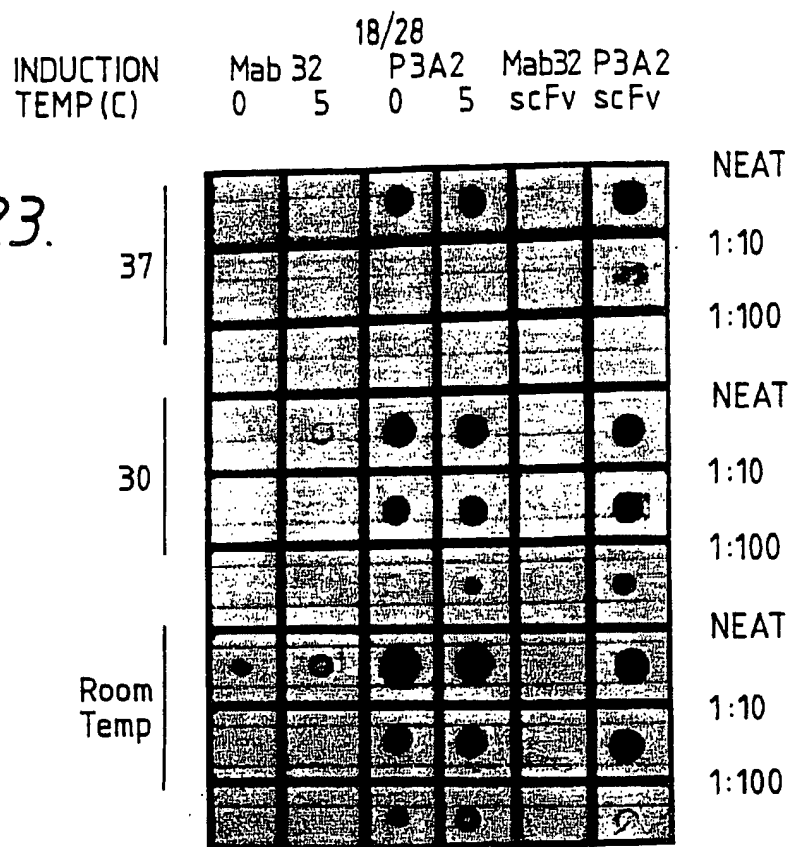 18/28
INDUCTION Mab 32 P3A2 Mab32 P3A2
TEMP (C) 0 5 0 5 scFv scFv
NEAT
23.
37
1:10
1:100
NEAT
30
1:10
1:100
NEAT
Room
Temp
1:10
1:100